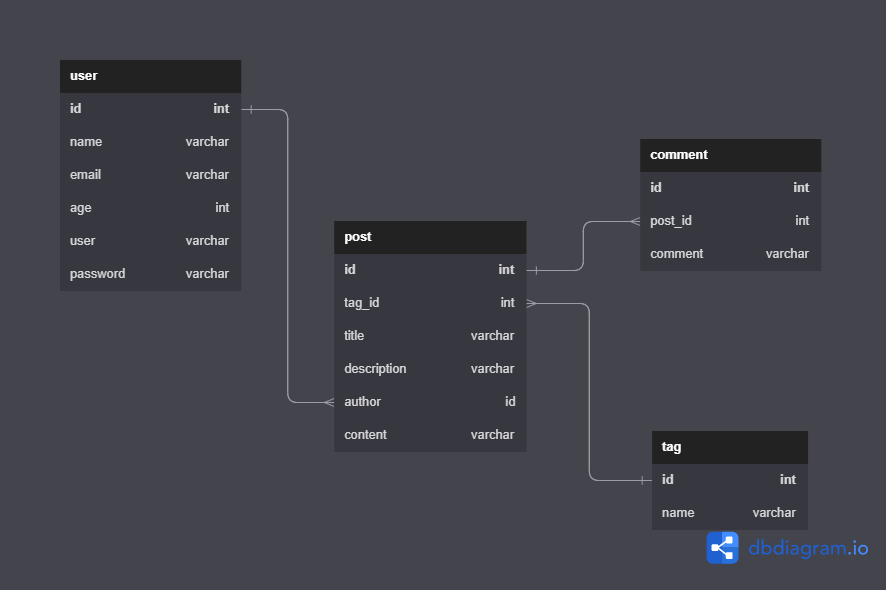 user
id int
name varchar
email varchar
age int
user varchar
password varchar
post
id int
tag_id int
title varchar
description varchar
author id
content varchar
comment
id int
post_id int
comment varchar
tag
id int
name varchar
dbdiagram.io